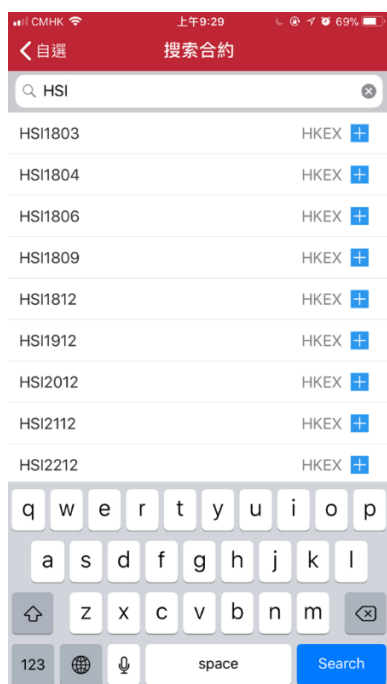 CMHK 上午9:29 69%
自選 搜索合約
HSI
HSI1803 HKEX
HSI1804 HKEX
HSI1806 HKEX
HSI1809 HKEX
HSI1812 HKEX
HSI1912 HKEX
HSI2012 HKEX
HSI2112 HKEX
HSI2212 HKEX
q w e r t y u i o p
a s d f g h j k l
z x c v b n m
123 space Search